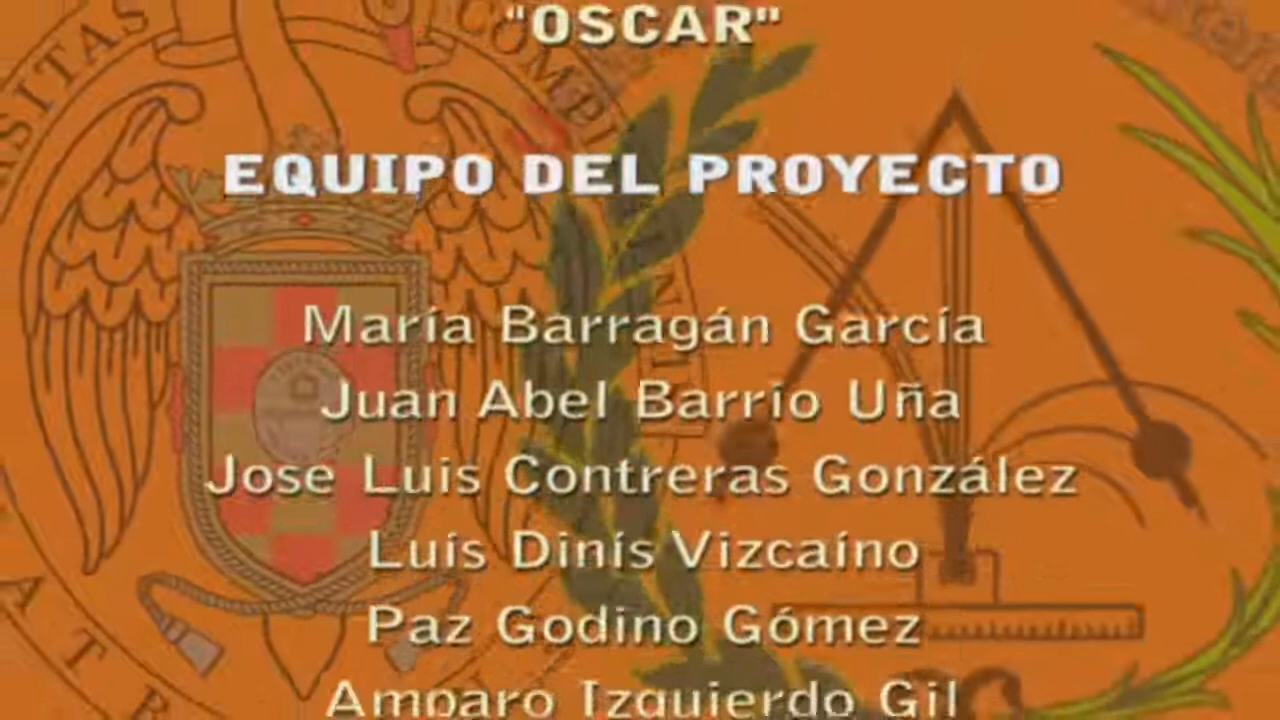 "OSCAR"
EQUIPO DEL PROYECTO
María Barragán García
Juan Abel Barrio Uña
Jose Luis Contreras González
Luís Dinís Vizcaíno
Paz Godino Gómez
Amparo Izquierdo Gil